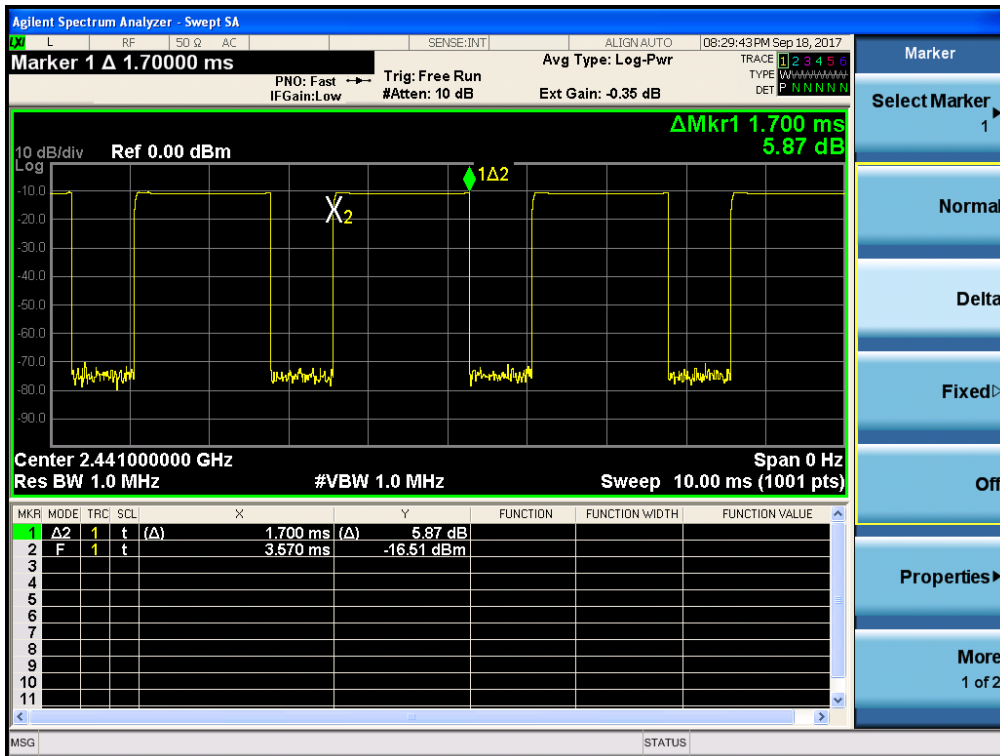 Agilent Spectrum Analyzer - Swept SA
LXI L RF 50 Ω AC SENSE:INT ALIGN AUTO 08:29:43 PM Sep 18, 2017
Marker 1 Δ 1.70000 ms
PNO: Fast
IFGain:Low
Trig: Free Run
#Atten: 10 dB
Avg Type: Log-Pwr
Ext Gain: -0.35 dB
TRACE 1 2 3 4 5 6
TYPE W
DET P N N N N N
ΔMkr1 1.700 ms
5.87 dB
10 dB/div Ref 0.00 dBm
Log
1Δ2
-10.0
X2
-20.0
-30.0
-40.0
-50.0
-60.0
-70.0
-80.0
-90.0
Center 2.441000000 GHz Span 0 Hz
Res BW 1.0 MHz #VBW 1.0 MHz Sweep 10.00 ms (1001 pts)
MKR MODE TRC SCL X Y FUNCTION FUNCTION WIDTH FUNCTION VALUE
1 Δ2 1 t (Δ) 1.700 ms (Δ) 5.87 dB
2 F 1 t 3.570 ms -16.51 dBm
3
4
5
6
7
8
9
10
11
MSG STATUS
Marker
Select Marker
1
Normal
Delta
Fixed
Off
Properties
More
1 of 2